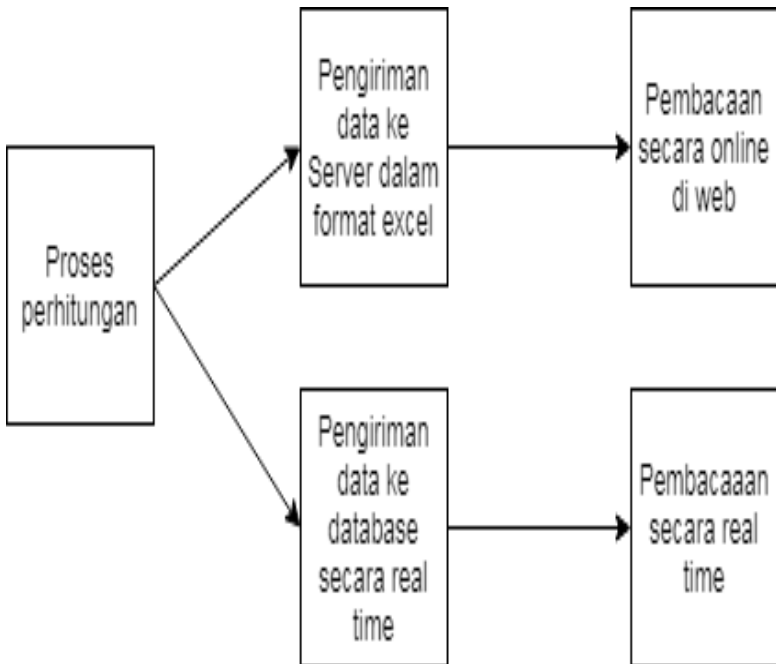 Proses
perhitungan
Pengiriman
data ke
Server dalam
format excel
Pembacaan
secara online
di web
Pengiriman
data ke
database
secara real
time
Pembacaaan
secara real
time